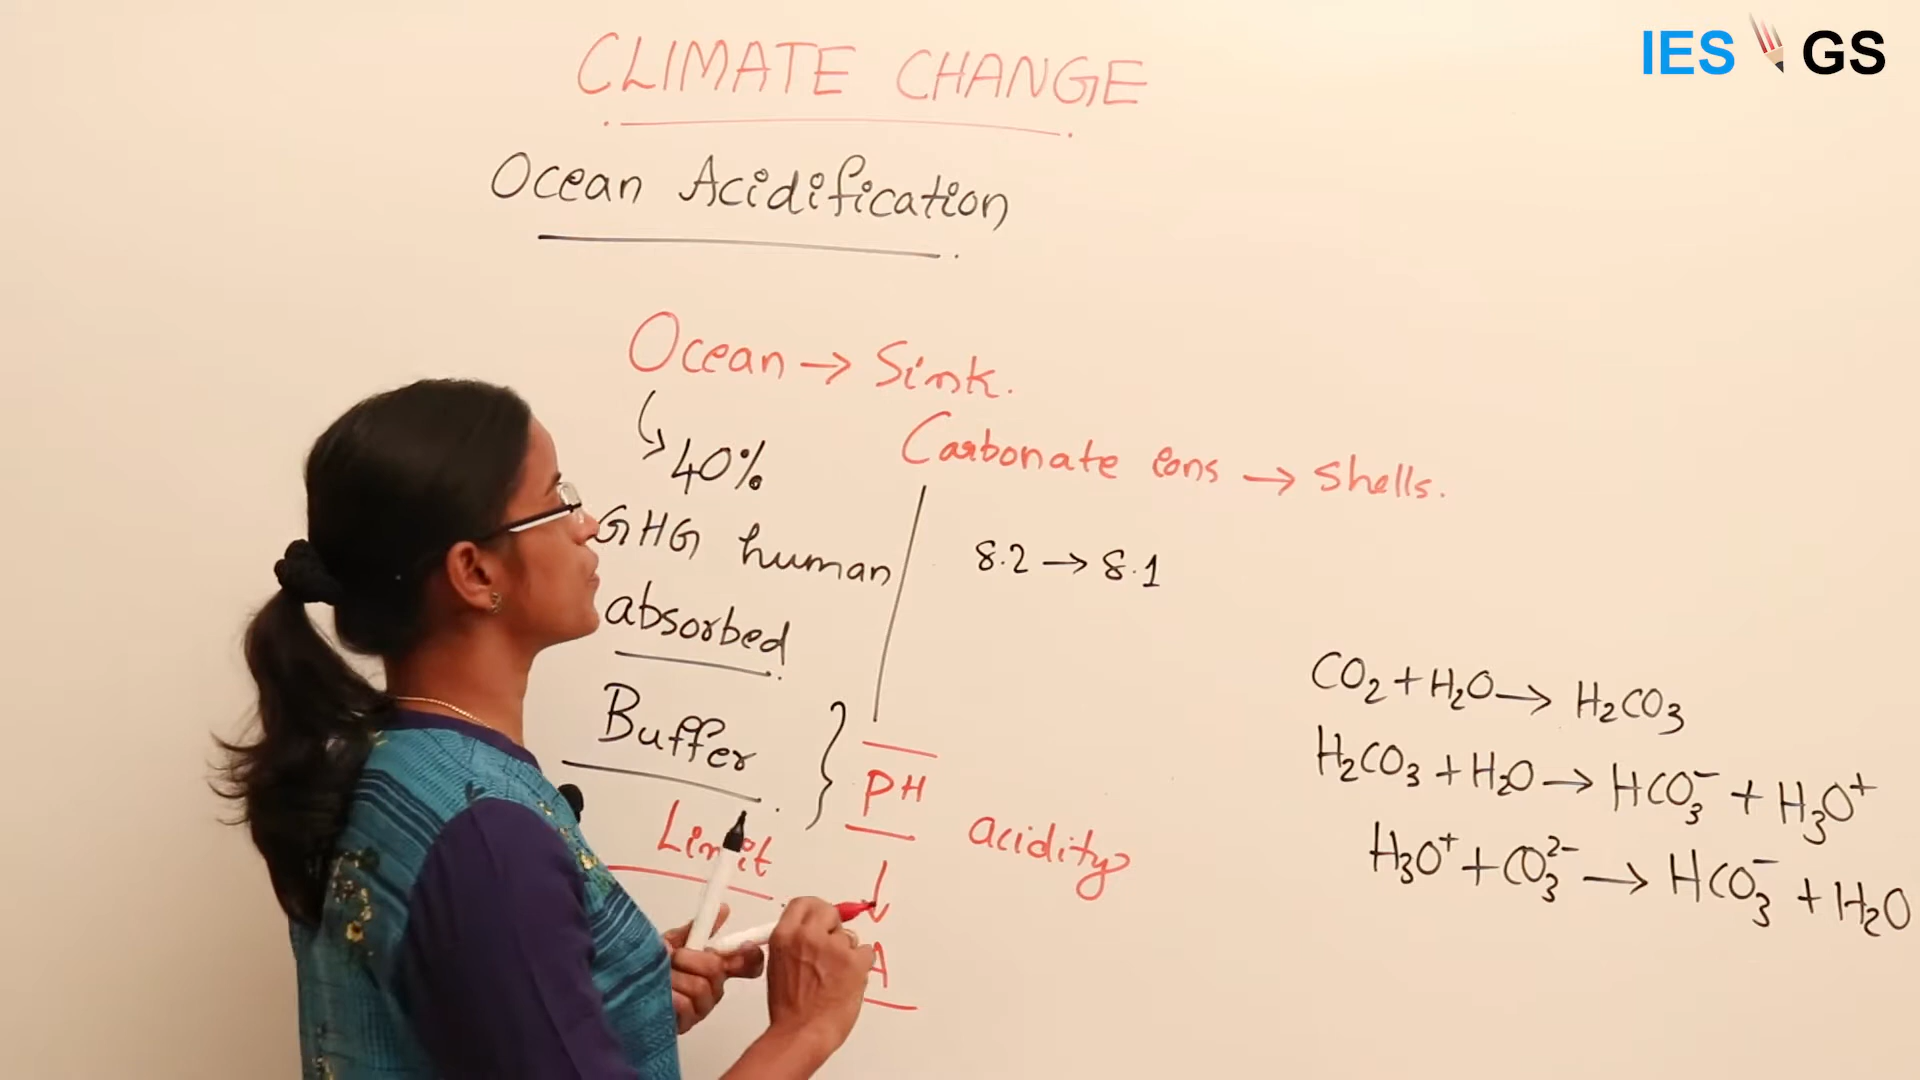 IES GS
CLIMATE CHANGE
Ocean Acidification
Ocean → Sink.
40%
GHG human
absorbed
Buffer
Limit
Carbonate ions → Shells.
8.2 → 8.1
PH
acidity
A
CO₂ + H₂O → H₂CO₃
H₂CO₃ + H₂O → HCO₃⁻ + H₃O⁺
H₃O⁺ + CO₃²⁻ → HCO₃⁻ + H₂O